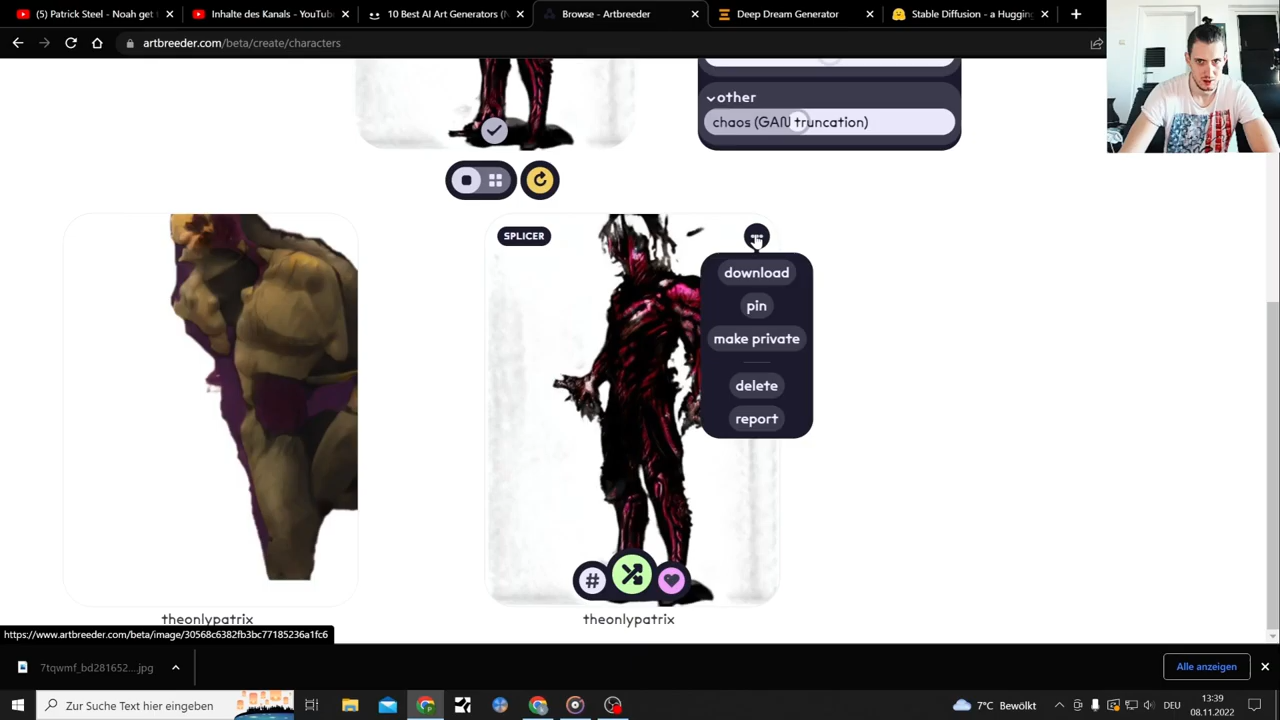 (5) Patrick Steel - Noah get
Inhalte des Kanals - YouTub
10 Best AI Art Generators (N
Browse - Artbreeder
Deep Dream Generator
Stable Diffusion - a Hugging
artbreeder.com/beta/create/characters
other
chaos (GAN truncation)
SPLICER
download
pin
make private
delete
report
theonlypatrix
theonlypatrix
https://www.artbreeder.com/beta/image/30568c6382fb3bc77185236a1fc6
7tqwmf_bd281652....jpg
Alle anzeigen
Zur Suche Text hier eingeben
7°C Bewölkt
DEU
13:39
08.11.2022